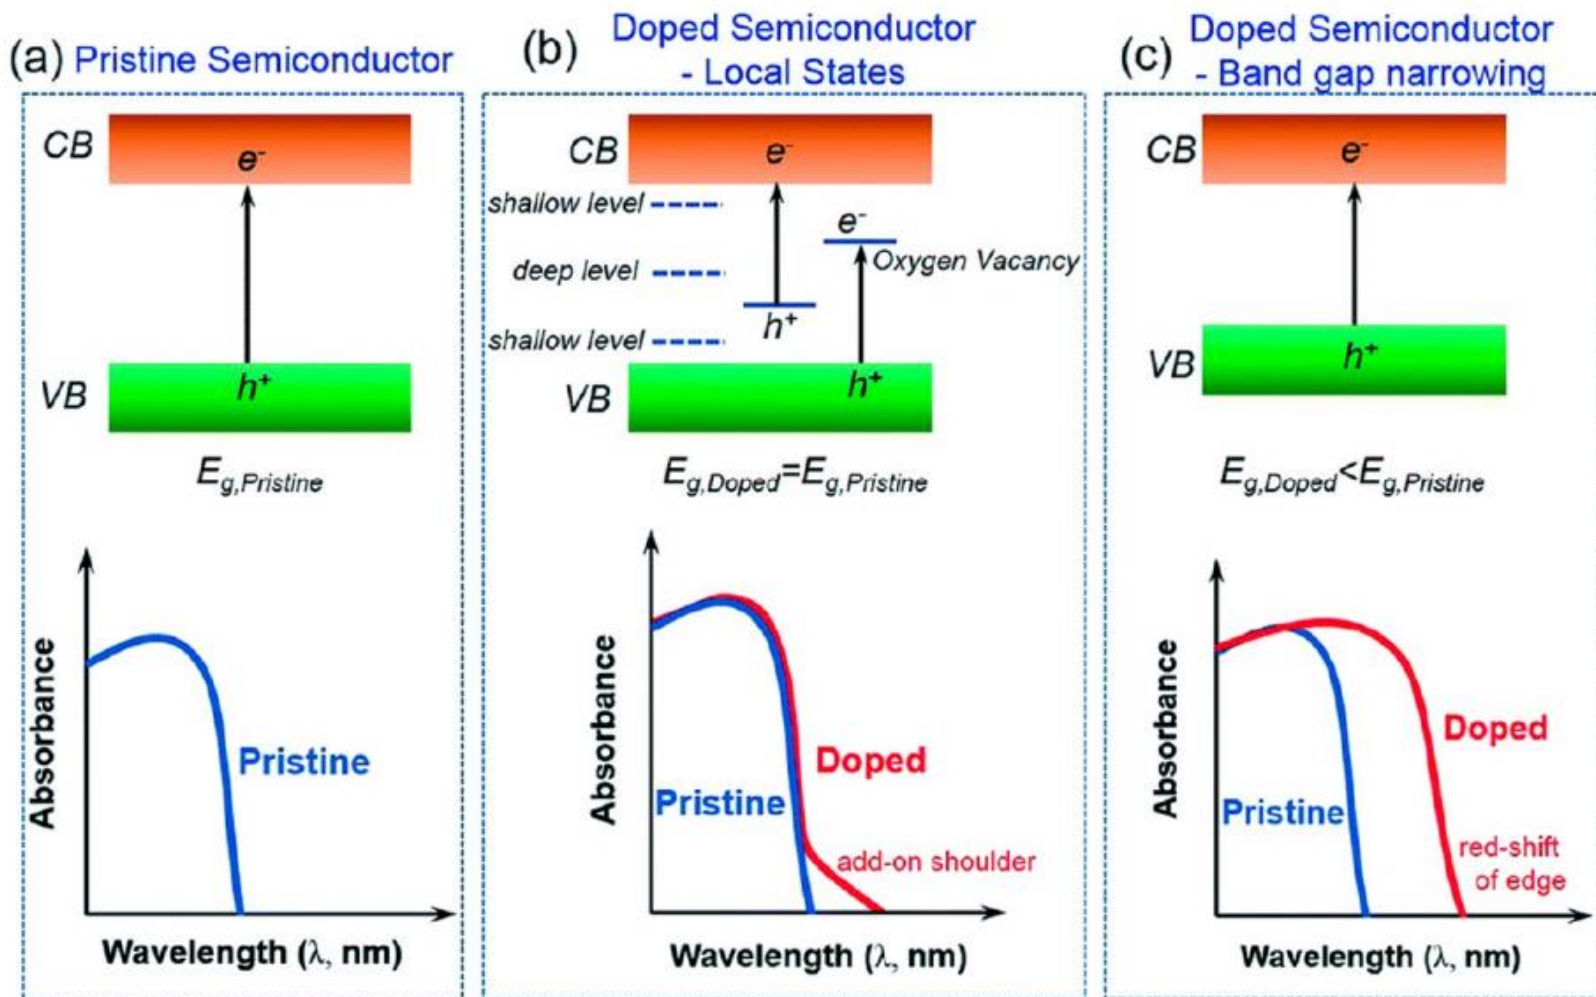 (a) Pristine Semiconductor
CB
e-
h+
VB
Eg,Pristine
Absorbance
Pristine
Wavelength (λ, nm)
(b) Doped Semiconductor
- Local States
CB
e-
shallow level
e-
Oxygen Vacancy
deep level
h+
shallow level
VB
h+
Eg,Doped=Eg,Pristine
Absorbance
Doped
Pristine
add-on shoulder
Wavelength (λ, nm)
(c) Doped Semiconductor
- Band gap narrowing
CB
e-
h+
VB
Eg,Doped<Eg,Pristine
Absorbance
Doped
Pristine
red-shift
of edge
Wavelength (λ, nm)